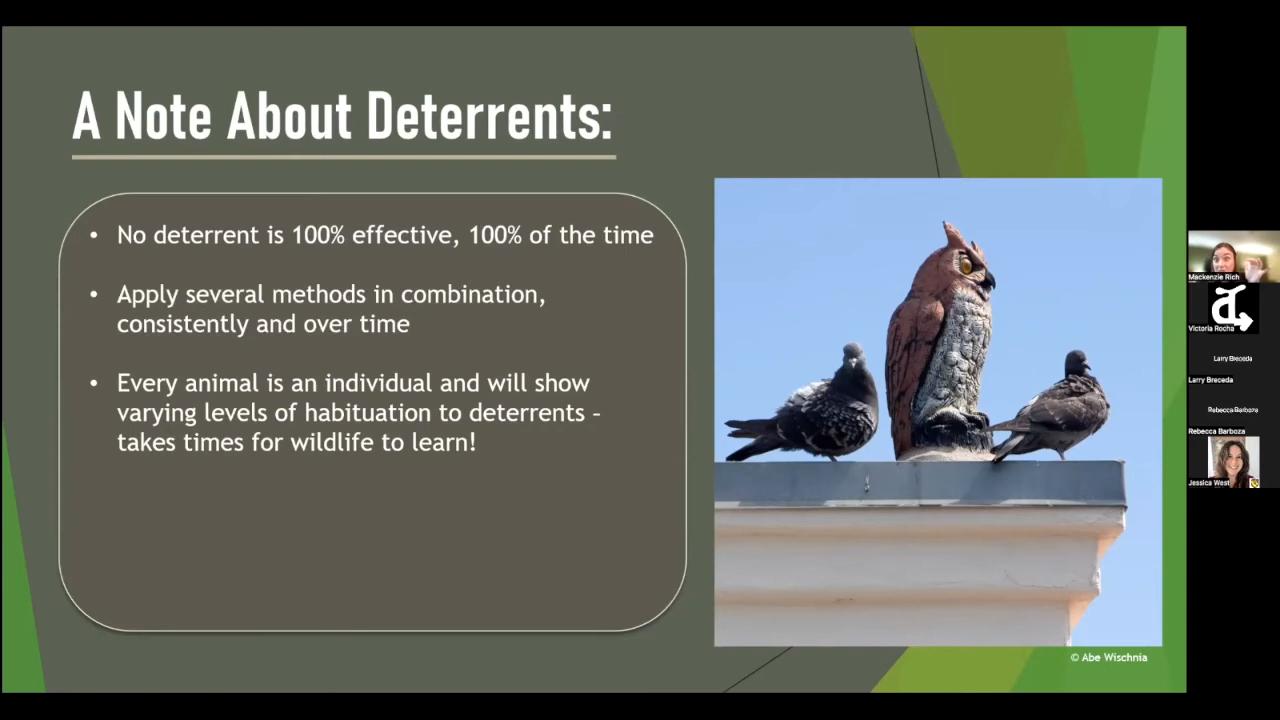 A Note About Deterrents:
• No deterrent is 100% effective, 100% of the time
• Apply several methods in combination,
consistently and over time
• Every animal is an individual and will show
varying levels of habituation to deterrents –
takes times for wildlife to learn!
© Abe Wischnia
Mackenzie Rich
Victoria Rocha
Larry Breceda
Larry Breceda
Rebecca Barboza
Rebecca Barboza
Jessica West